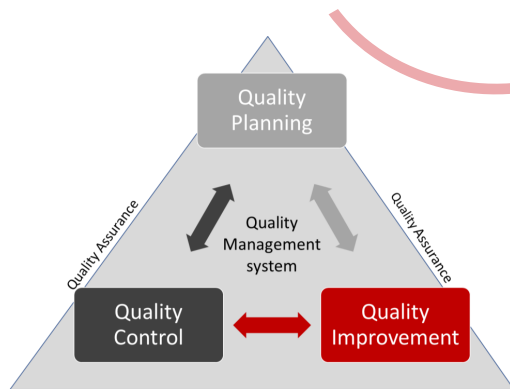 Quality
Planning
Quality Assurance
Quality Assurance
Quality
Management
system
Quality
Control
Quality
Improvement